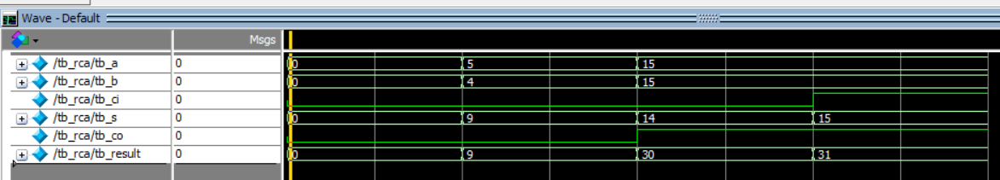 Wave - Default
Msgs
/tb_rca/tb_a 0 0 5 15
/tb_rca/tb_b 0 0 4 15
/tb_rca/tb_ci 0
/tb_rca/tb_s 0 0 9 14 15
/tb_rca/tb_co 0
/tb_rca/tb_result 0 0 9 30 31